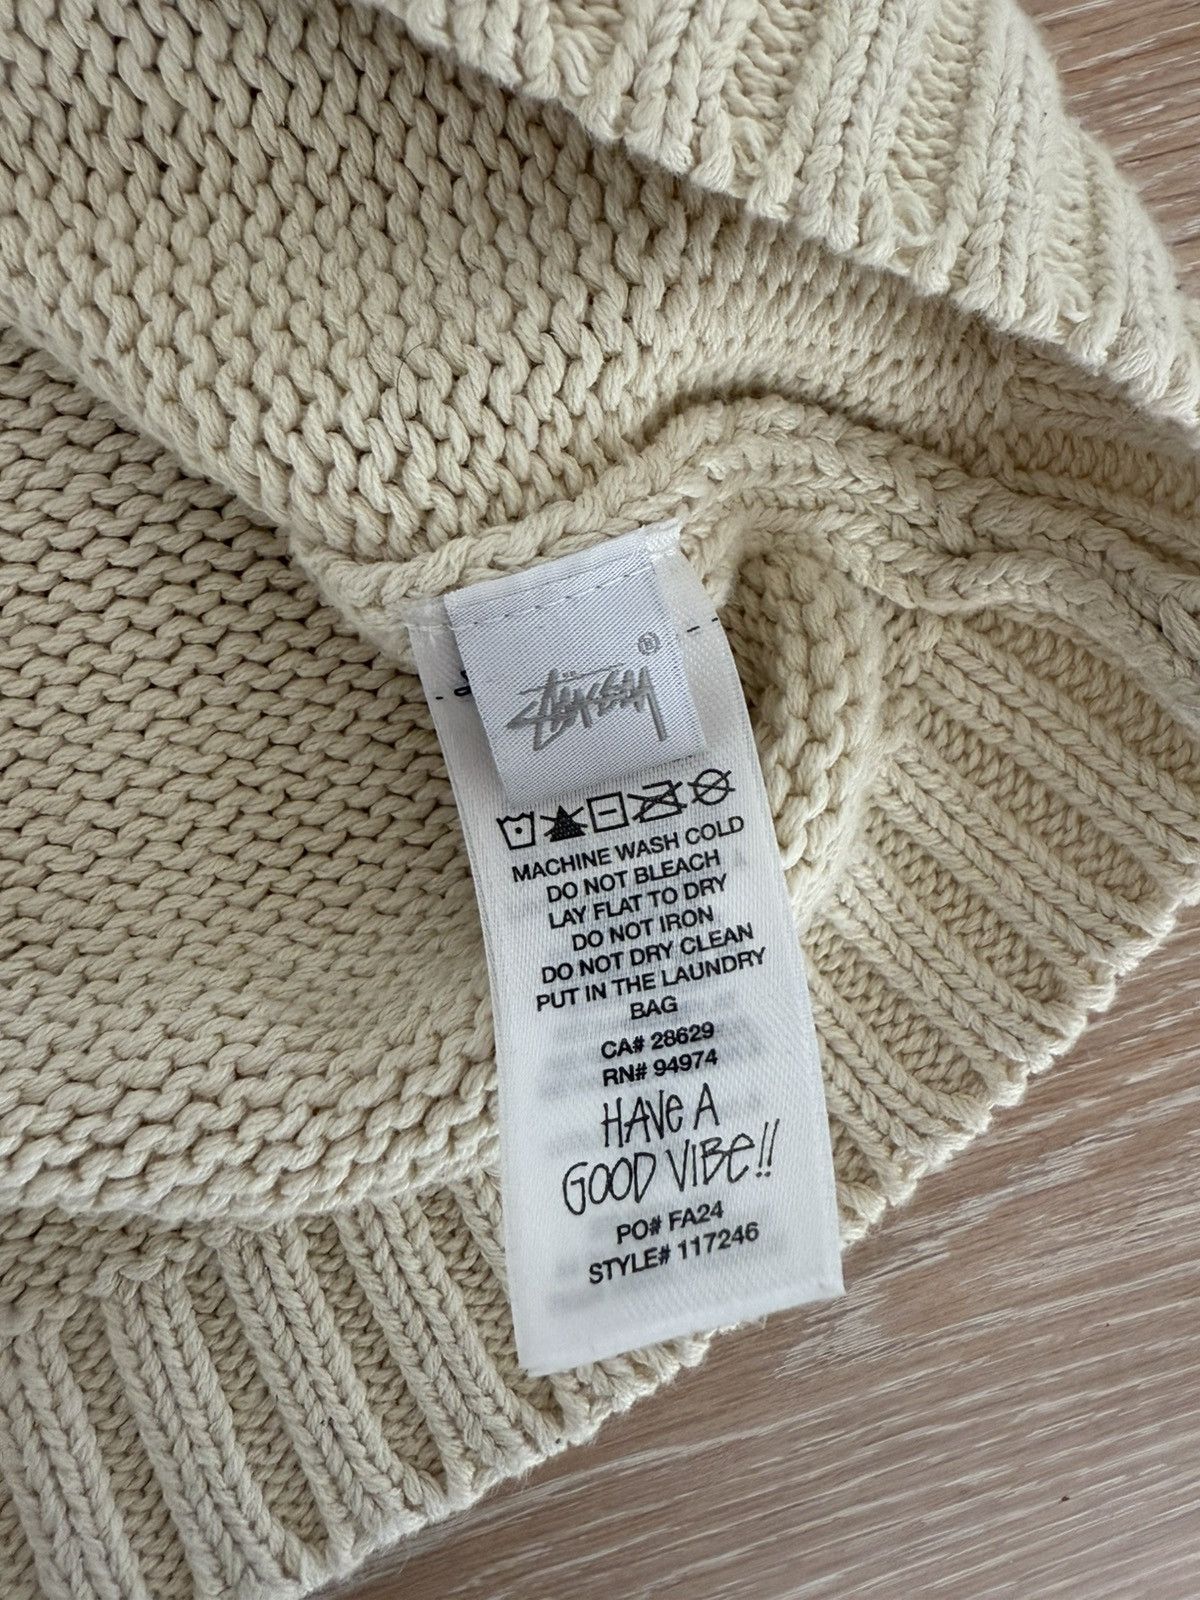 STÜSSY ®
MACHINE WASH COLD
DO NOT BLEACH
LAY FLAT TO DRY
DO NOT IRON
DO NOT DRY CLEAN
PUT IN THE LAUNDRY
BAG
CA# 28629
RN# 94974
HAVE A
GOOD VIBE!!
PO# FA24
STYLE# 117246